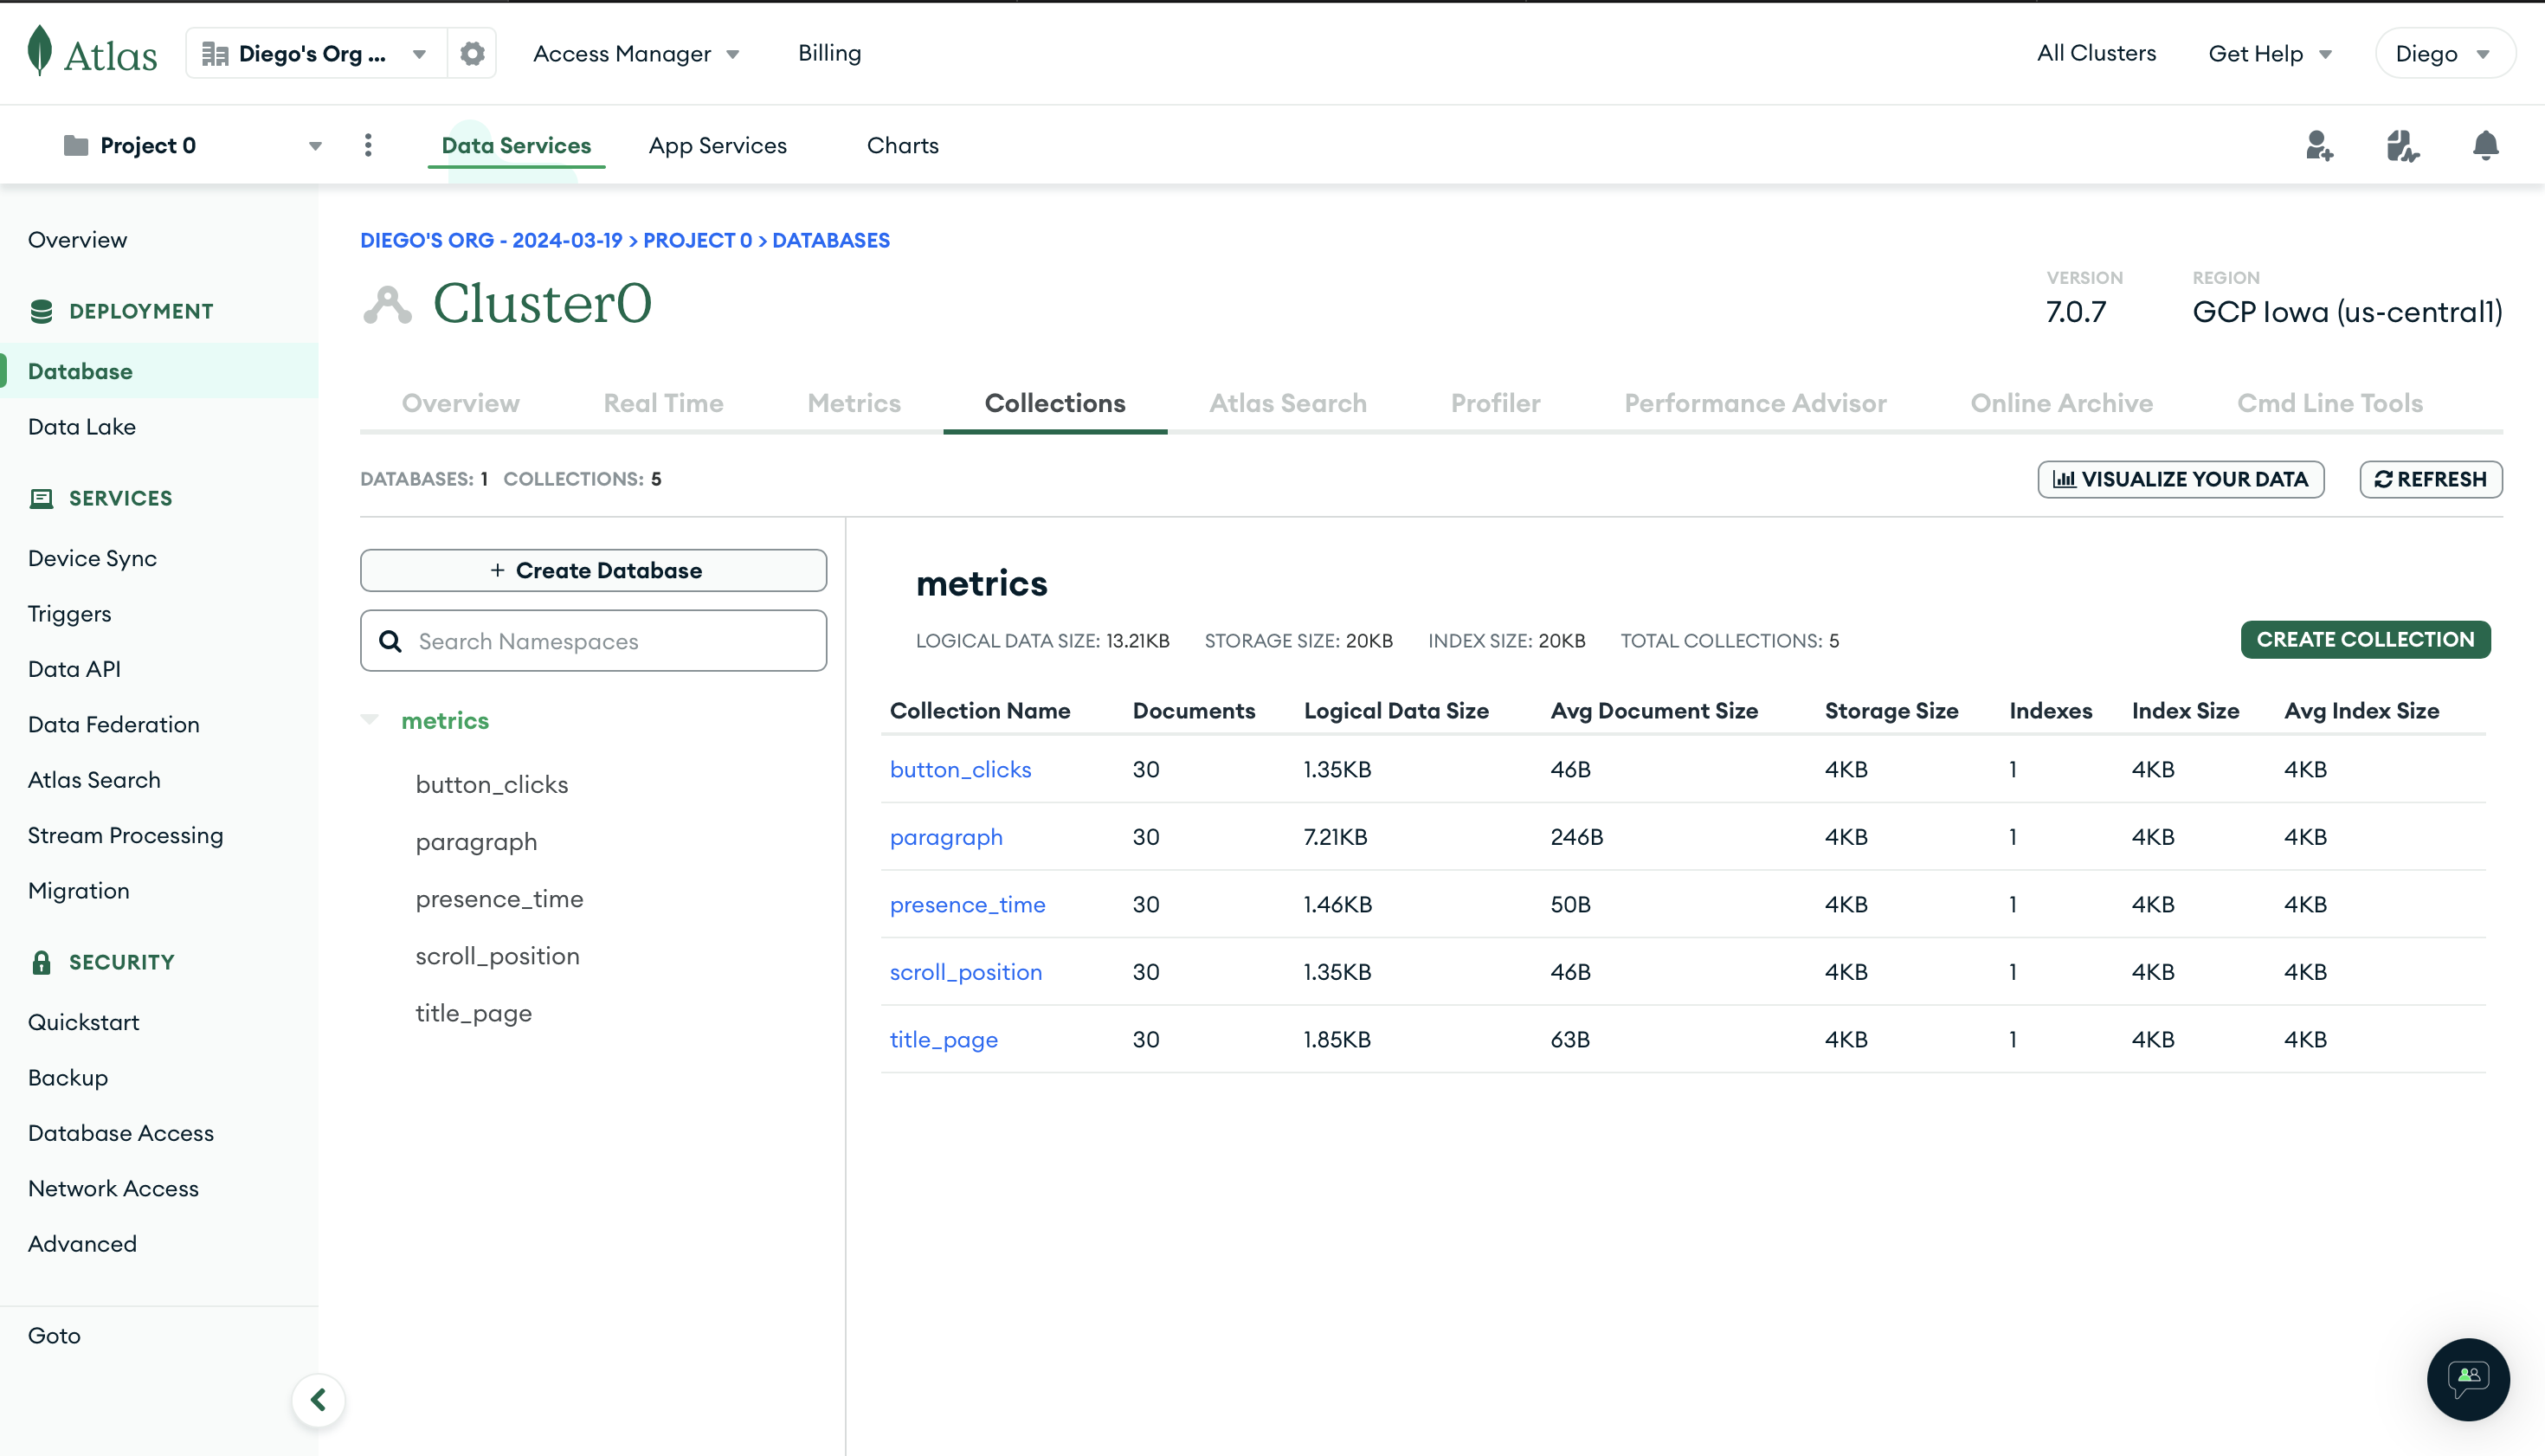 Atlas
Diego's Org ...
Access Manager
Billing
All Clusters
Get Help
Diego
Project 0
Data Services
App Services
Charts
Overview
DEPLOYMENT
Database
Data Lake
SERVICES
Device Sync
Triggers
Data API
Data Federation
Atlas Search
Stream Processing
Migration
SECURITY
Quickstart
Backup
Database Access
Network Access
Advanced
Goto
DIEGO'S ORG - 2024-03-19 > PROJECT 0 > DATABASES
Cluster0
VERSION
7.0.7
REGION
GCP Iowa (us-central1)
Overview
Real Time
Metrics
Collections
Atlas Search
Profiler
Performance Advisor
Online Archive
Cmd Line Tools
DATABASES: 1 COLLECTIONS: 5
VISUALIZE YOUR DATA
REFRESH
+ Create Database
Search Namespaces
metrics
button_clicks
paragraph
presence_time
scroll_position
title_page
metrics
LOGICAL DATA SIZE: 13.21KB STORAGE SIZE: 20KB INDEX SIZE: 20KB TOTAL COLLECTIONS: 5
CREATE COLLECTION
Collection Name Documents Logical Data Size Avg Document Size Storage Size Indexes Index Size Avg Index Size
button_clicks 30 1.35KB 46B 4KB 1 4KB 4KB
paragraph 30 7.21KB 246B 4KB 1 4KB 4KB
presence_time 30 1.46KB 50B 4KB 1 4KB 4KB
scroll_position 30 1.35KB 46B 4KB 1 4KB 4KB
title_page 30 1.85KB 63B 4KB 1 4KB 4KB